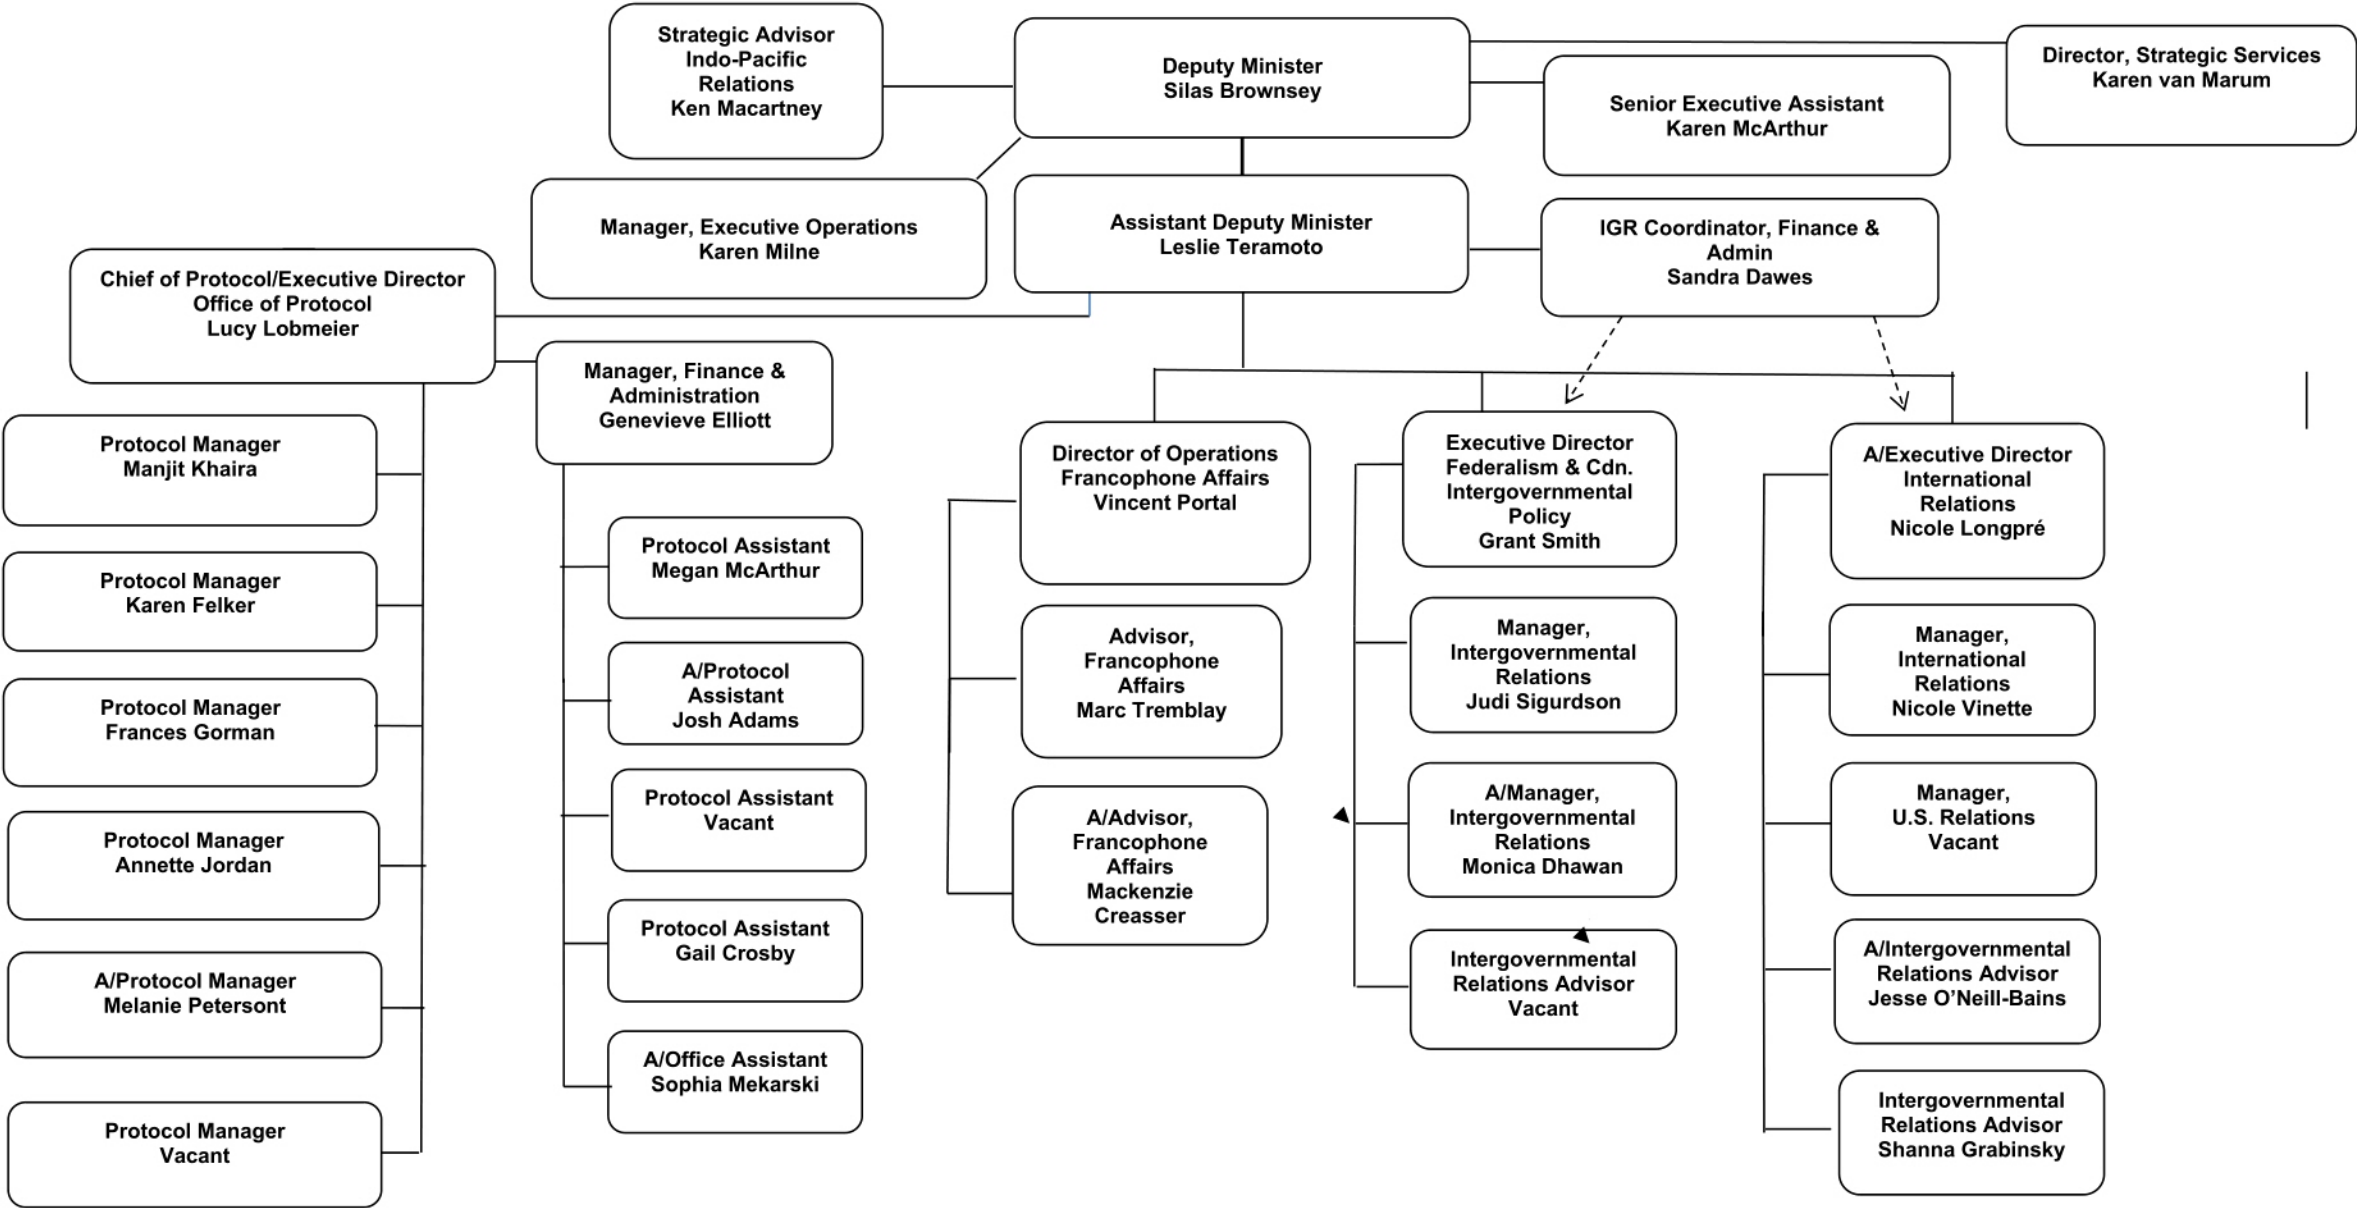 Strategic Advisor
Indo-Pacific
Relations
Ken Macartney
Deputy Minister
Silas Brownsey
Director, Strategic Services
Karen van Marum
Senior Executive Assistant
Karen McArthur
Manager, Executive Operations
Karen Milne
Assistant Deputy Minister
Leslie Teramoto
IGR Coordinator, Finance &
Admin
Sandra Dawes
Chief of Protocol/Executive Director
Office of Protocol
Lucy Lobmeier
Manager, Finance &
Administration
Genevieve Elliott
Protocol Manager
Manjit Khaira
Protocol Manager
Karen Felker
Protocol Manager
Frances Gorman
Protocol Manager
Annette Jordan
A/Protocol Manager
Melanie Petersont
Protocol Manager
Vacant
Protocol Assistant
Megan McArthur
A/Protocol
Assistant
Josh Adams
Protocol Assistant
Vacant
Protocol Assistant
Gail Crosby
A/Office Assistant
Sophia Mekarski
Director of Operations
Francophone Affairs
Vincent Portal
Advisor,
Francophone
Affairs
Marc Tremblay
A/Advisor,
Francophone
Affairs
Mackenzie
Creasser
Executive Director
Federalism & Cdn.
Intergovernmental
Policy
Grant Smith
Manager,
Intergovernmental
Relations
Judi Sigurdson
A/Manager,
Intergovernmental
Relations
Monica Dhawan
Intergovernmental
Relations Advisor
Vacant
A/Executive Director
International
Relations
Nicole Longpré
Manager,
International
Relations
Nicole Vinette
Manager,
U.S. Relations
Vacant
A/Intergovernmental
Relations Advisor
Jesse O’Neill-Bains
Intergovernmental
Relations Advisor
Shanna Grabinsky